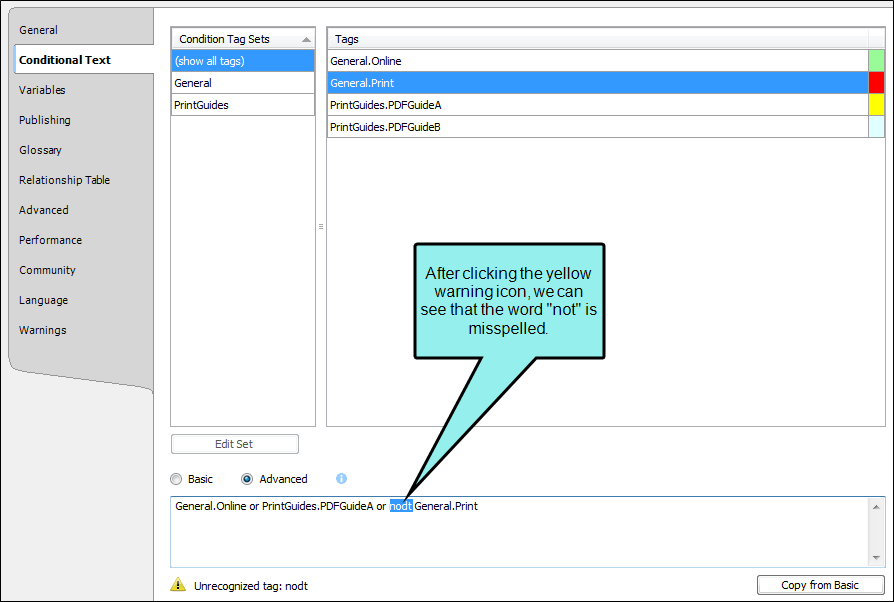 General
Conditional Text
Variables
Publishing
Glossary
Relationship Table
Advanced
Performance
Community
Language
Warnings
Condition Tag Sets
(show all tags)
General
PrintGuides
Tags
General.Online
General.Print
PrintGuides.PDFGuideA
PrintGuides.PDFGuideB
After clicking the yellow
warning icon, we can
see that the word "not" is
misspelled.
Edit Set
Basic
Advanced
General.Online or PrintGuides.PDFGuideA or nodt General.Print
Unrecognized tag: nodt
Copy from Basic